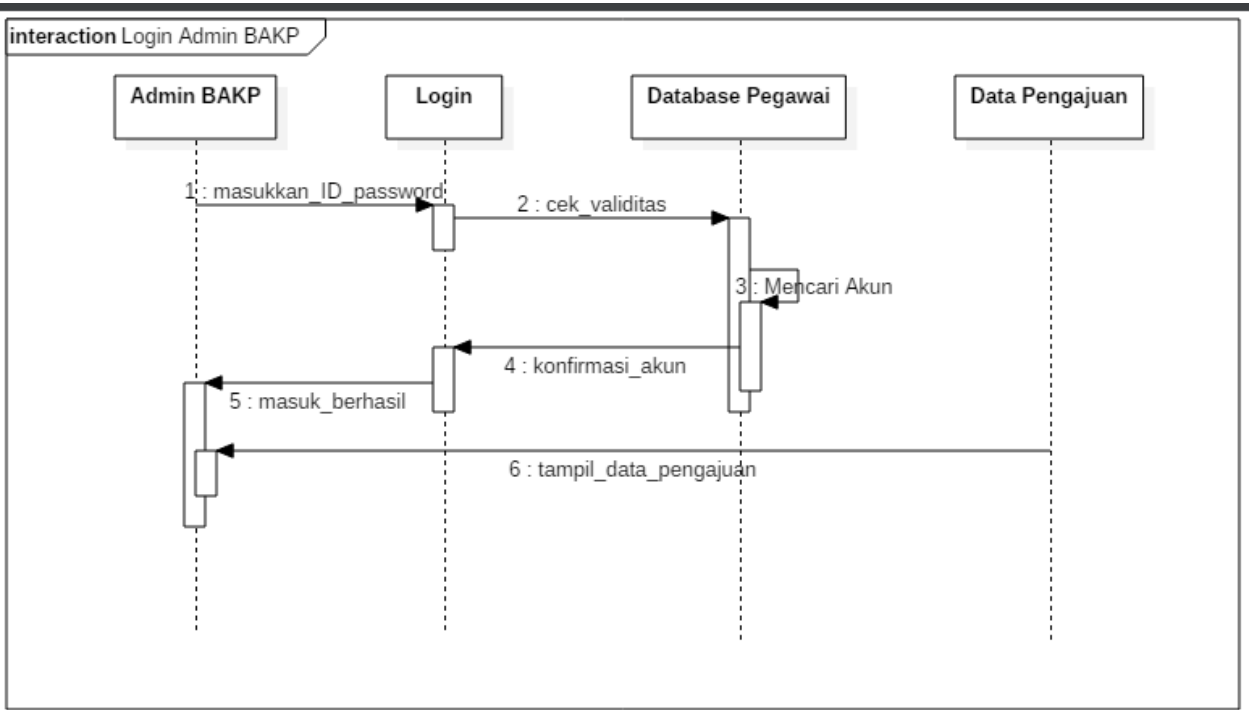 interaction Login Admin BAKP
Admin BAKP
Login
Database Pegawai
Data Pengajuan
1 : masukkan_ID_password
2 : cek_validitas
3 : Mencari Akun
4 : konfirmasi_akun
5 : masuk_berhasil
6 : tampil_data_pengajuan